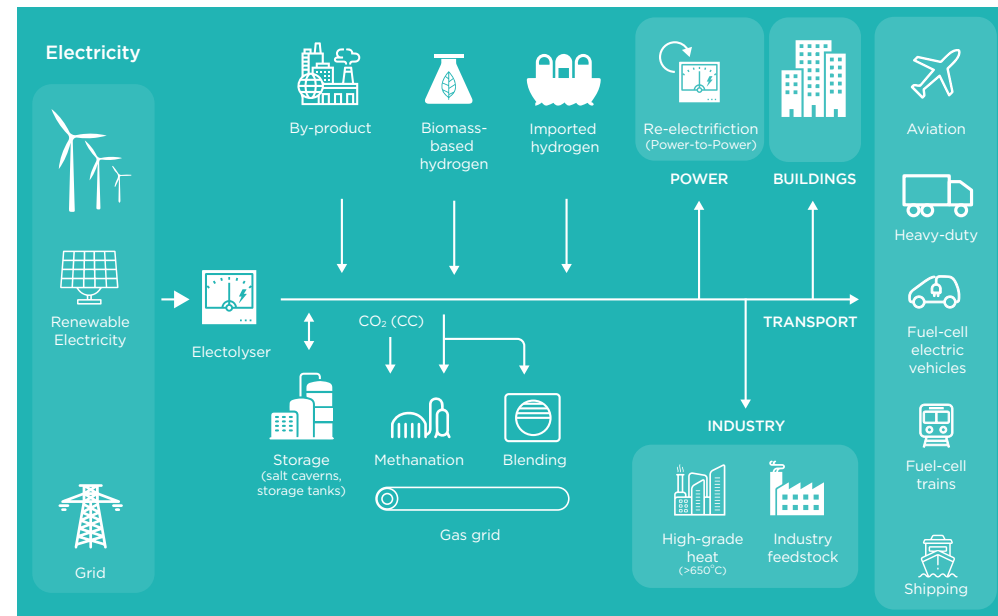 Electricity
Renewable
Electricity
Grid
Electolyser
By-product
Biomass-
based
hydrogen
Imported
hydrogen
Re-electrifiction
(Power-to-Power)
POWER
BUILDINGS
TRANSPORT
CO₂ (CC)
Storage
(salt caverns,
storage tanks)
Methanation
Blending
Gas grid
INDUSTRY
High-grade
heat
(>650°C)
Industry
feedstock
Aviation
Heavy-duty
Fuel-cell
electric
vehicles
Fuel-cell
trains
Shipping